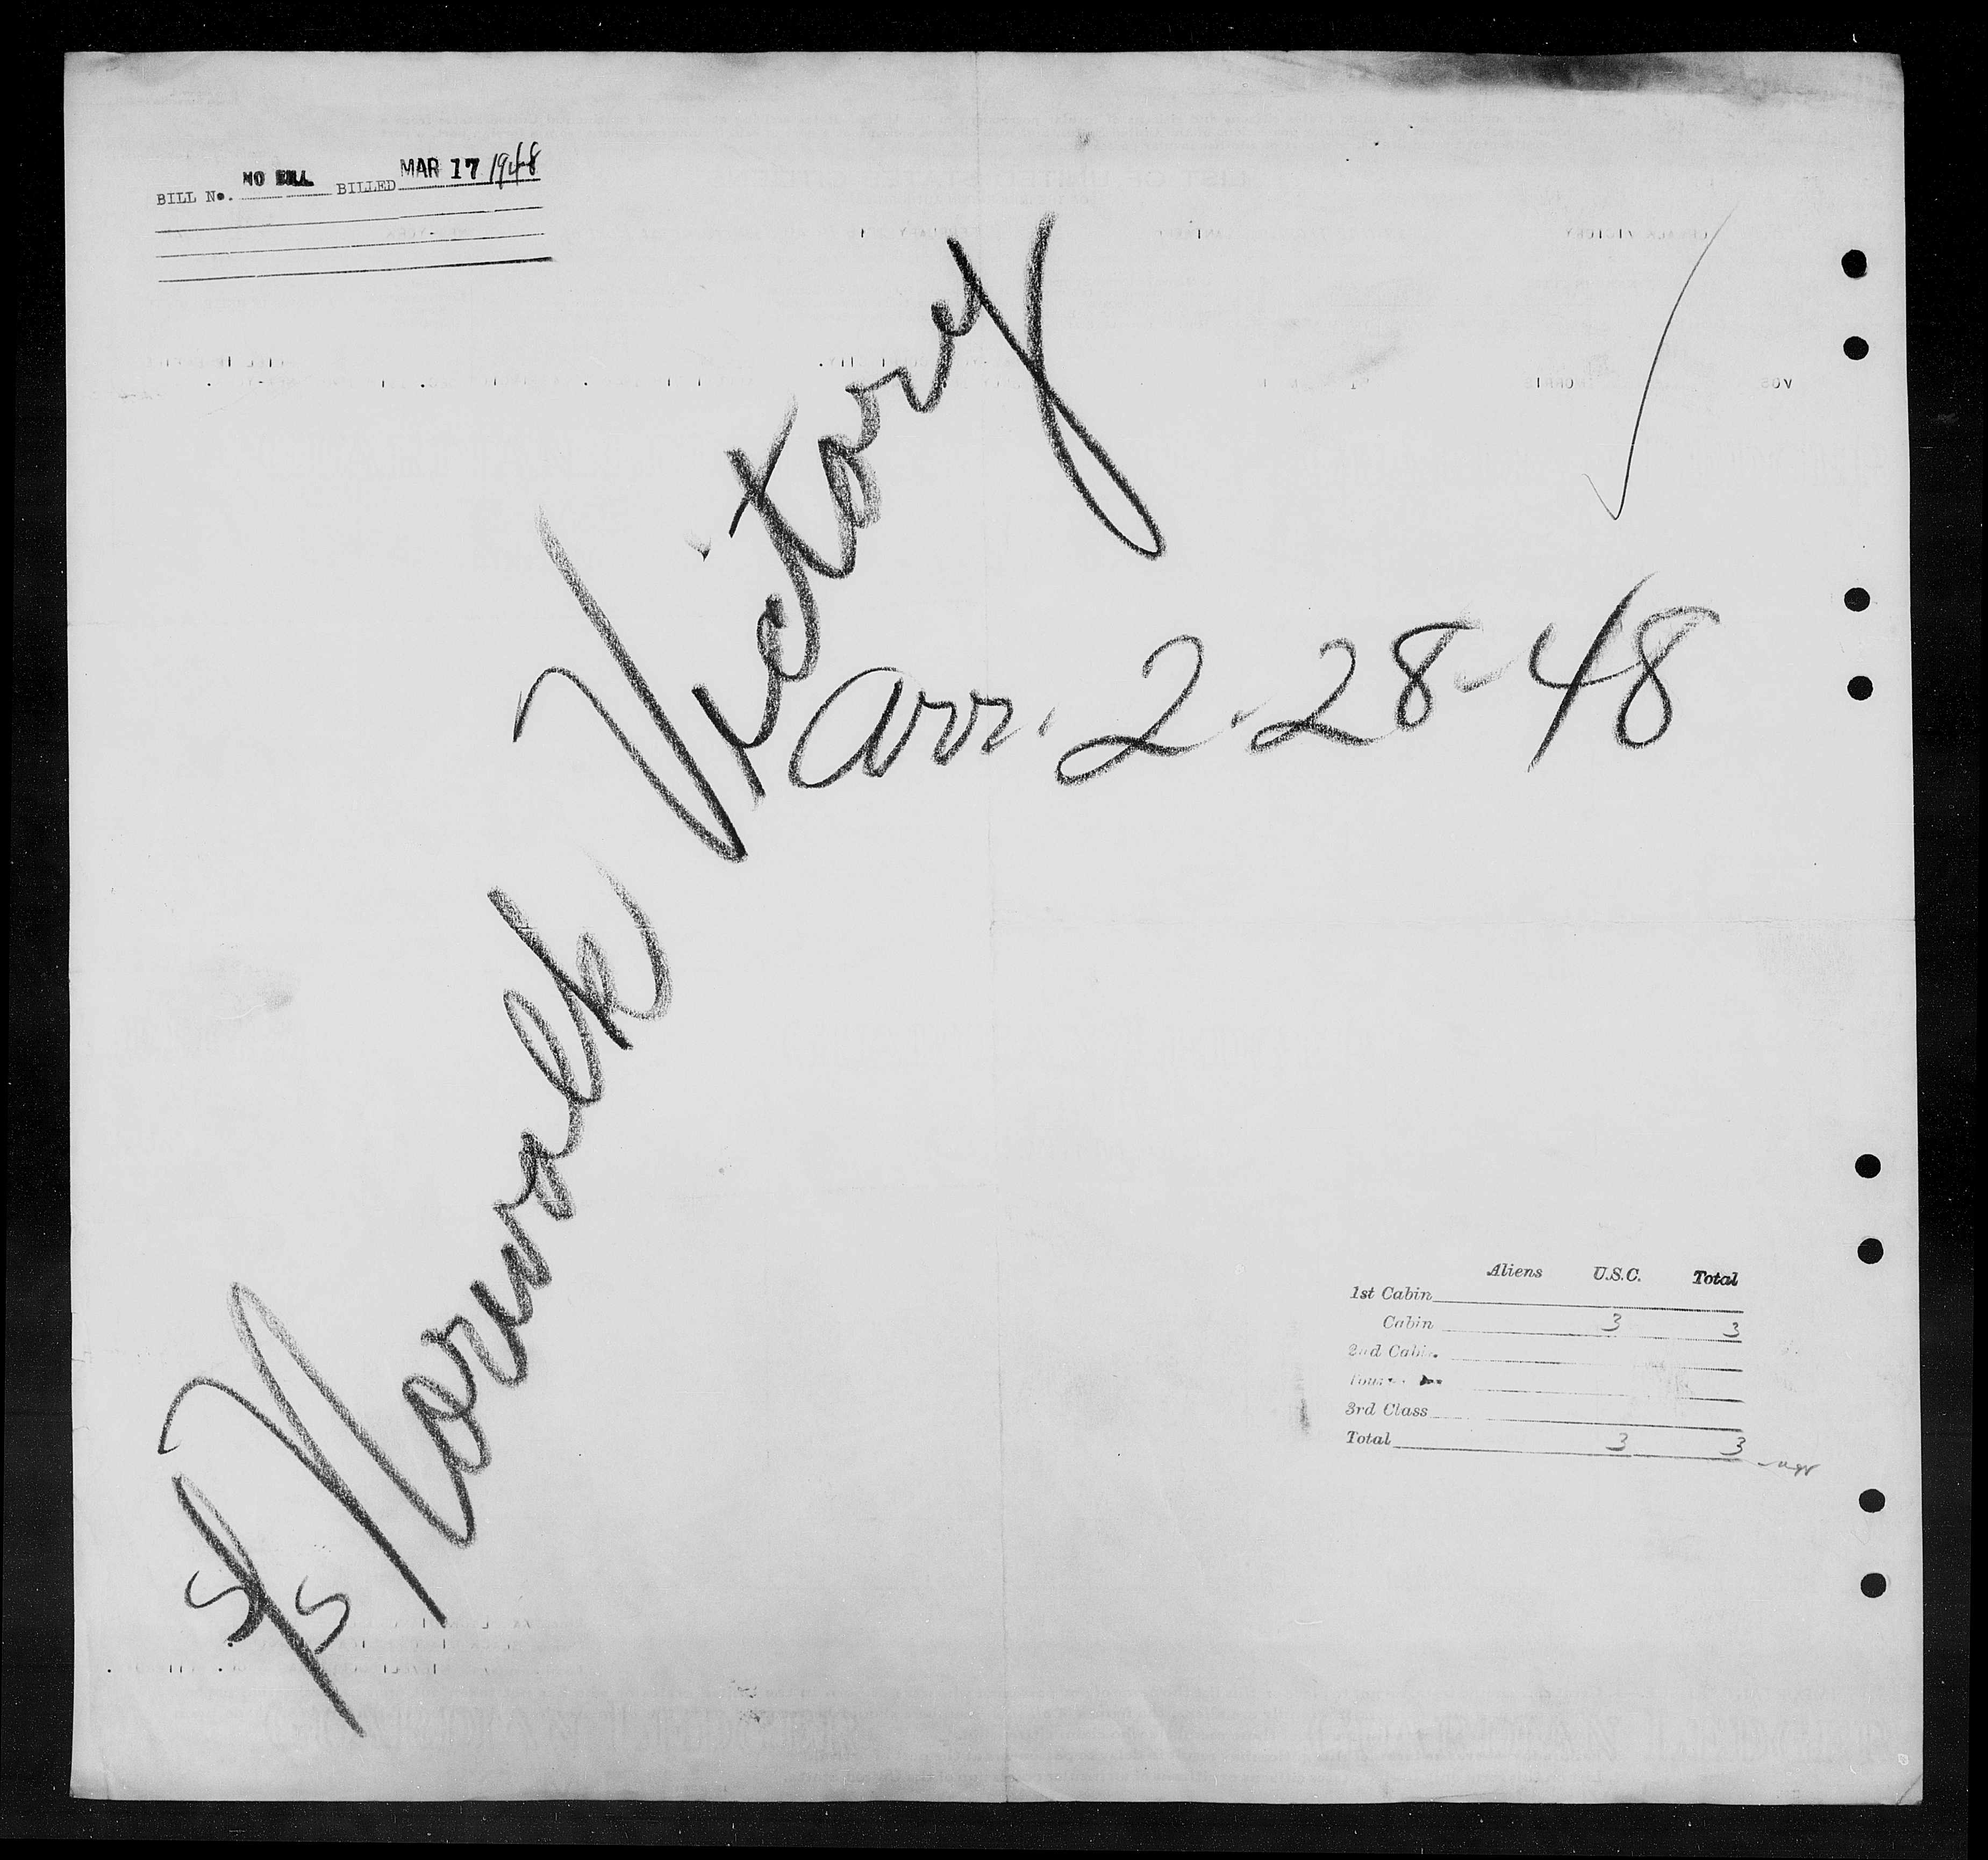 BILL No. NO BILL BILLED MAR 17 1948
S/S Norwalk Victory
arr. 2-28-48
Aliens U.S.C. Total
1st Cabin
Cabin 3 3
2nd Cabin
3rd Class
Total 3 3